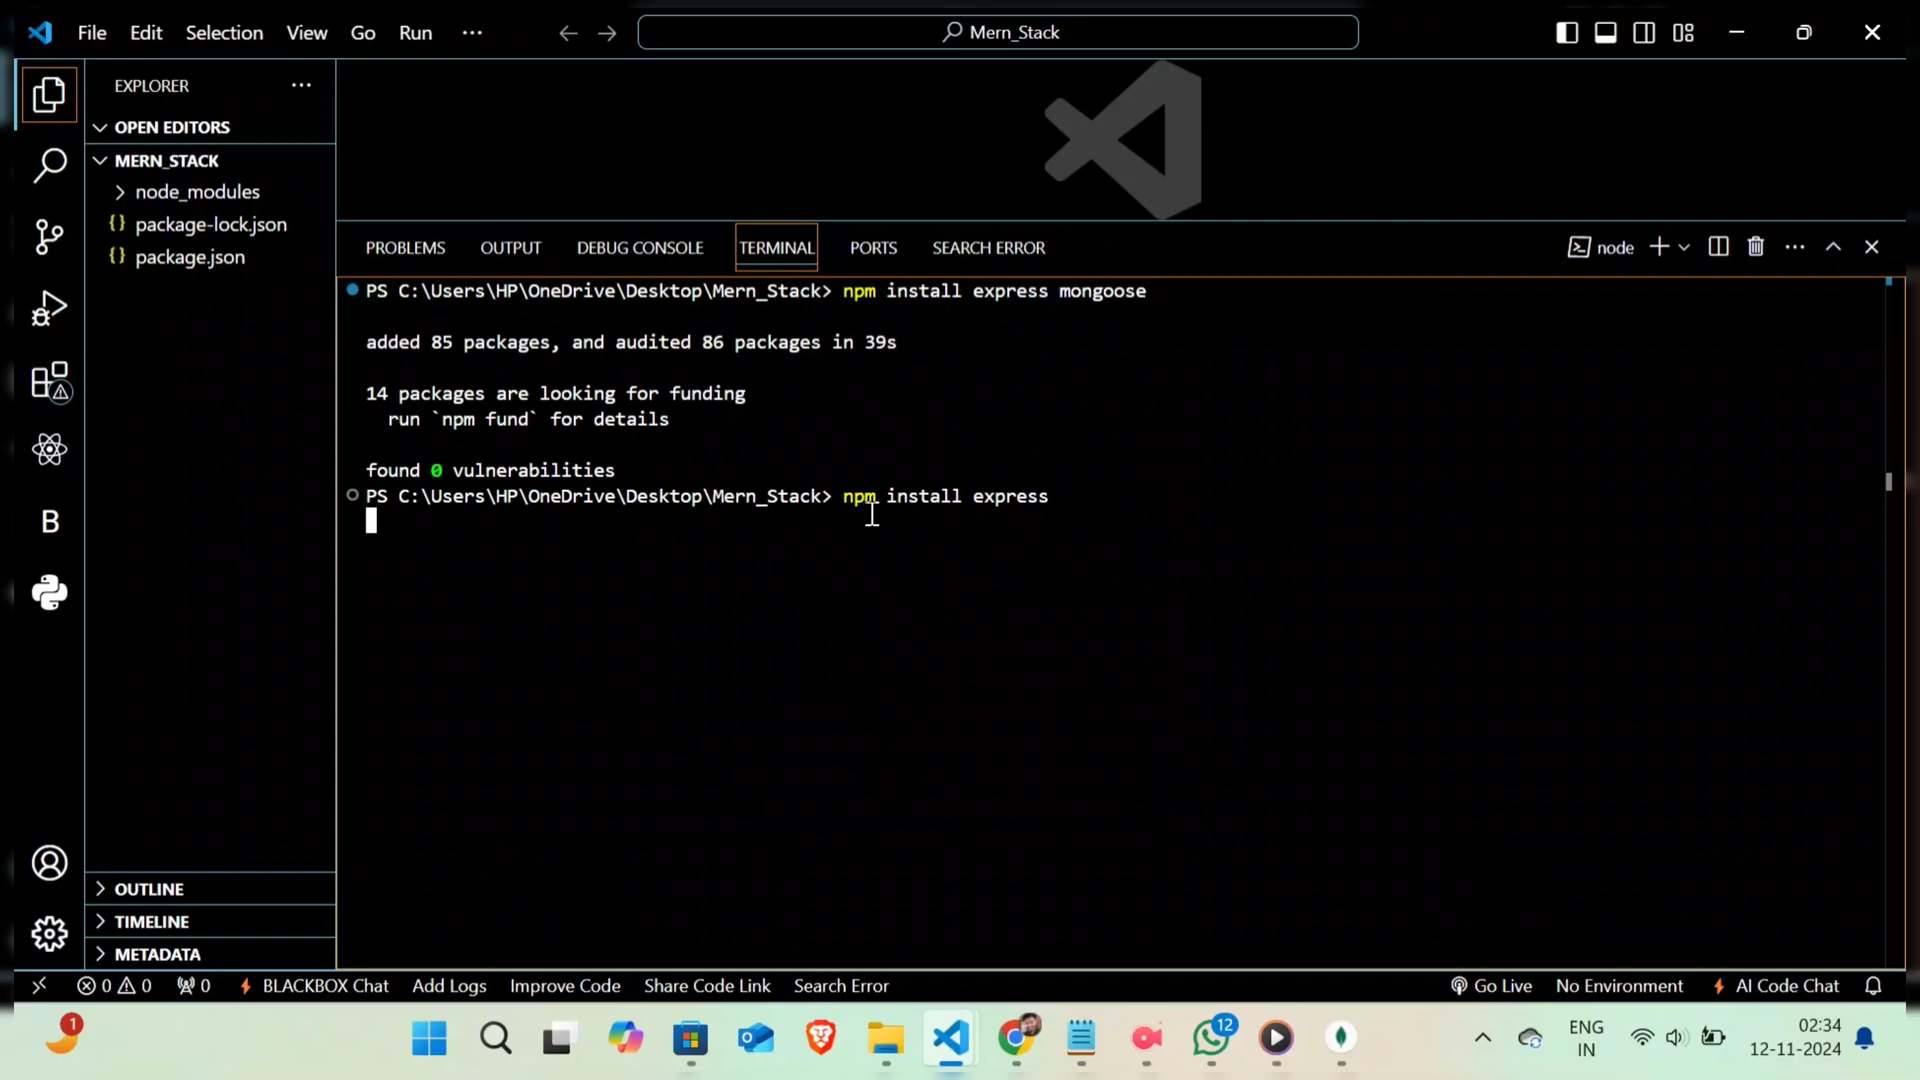 File Edit Selection View Go Run ...
Mern_Stack
EXPLORER
OPEN EDITORS
MERN_STACK
node_modules
{} package-lock.json
{} package.json
PROBLEMS OUTPUT DEBUG CONSOLE TERMINAL PORTS SEARCH ERROR
node
PS C:\Users\HP\OneDrive\Desktop\Mern_Stack> npm install express mongoose
added 85 packages, and audited 86 packages in 39s
14 packages are looking for funding
run `npm fund` for details
found 0 vulnerabilities
PS C:\Users\HP\OneDrive\Desktop\Mern_Stack> npm install express
B
OUTLINE
TIMELINE
METADATA
0 0 0 BLACKBOX Chat Add Logs Improve Code Share Code Link Search Error Go Live No Environment AI Code Chat
1
12
ENG
IN
02:34
12-11-2024